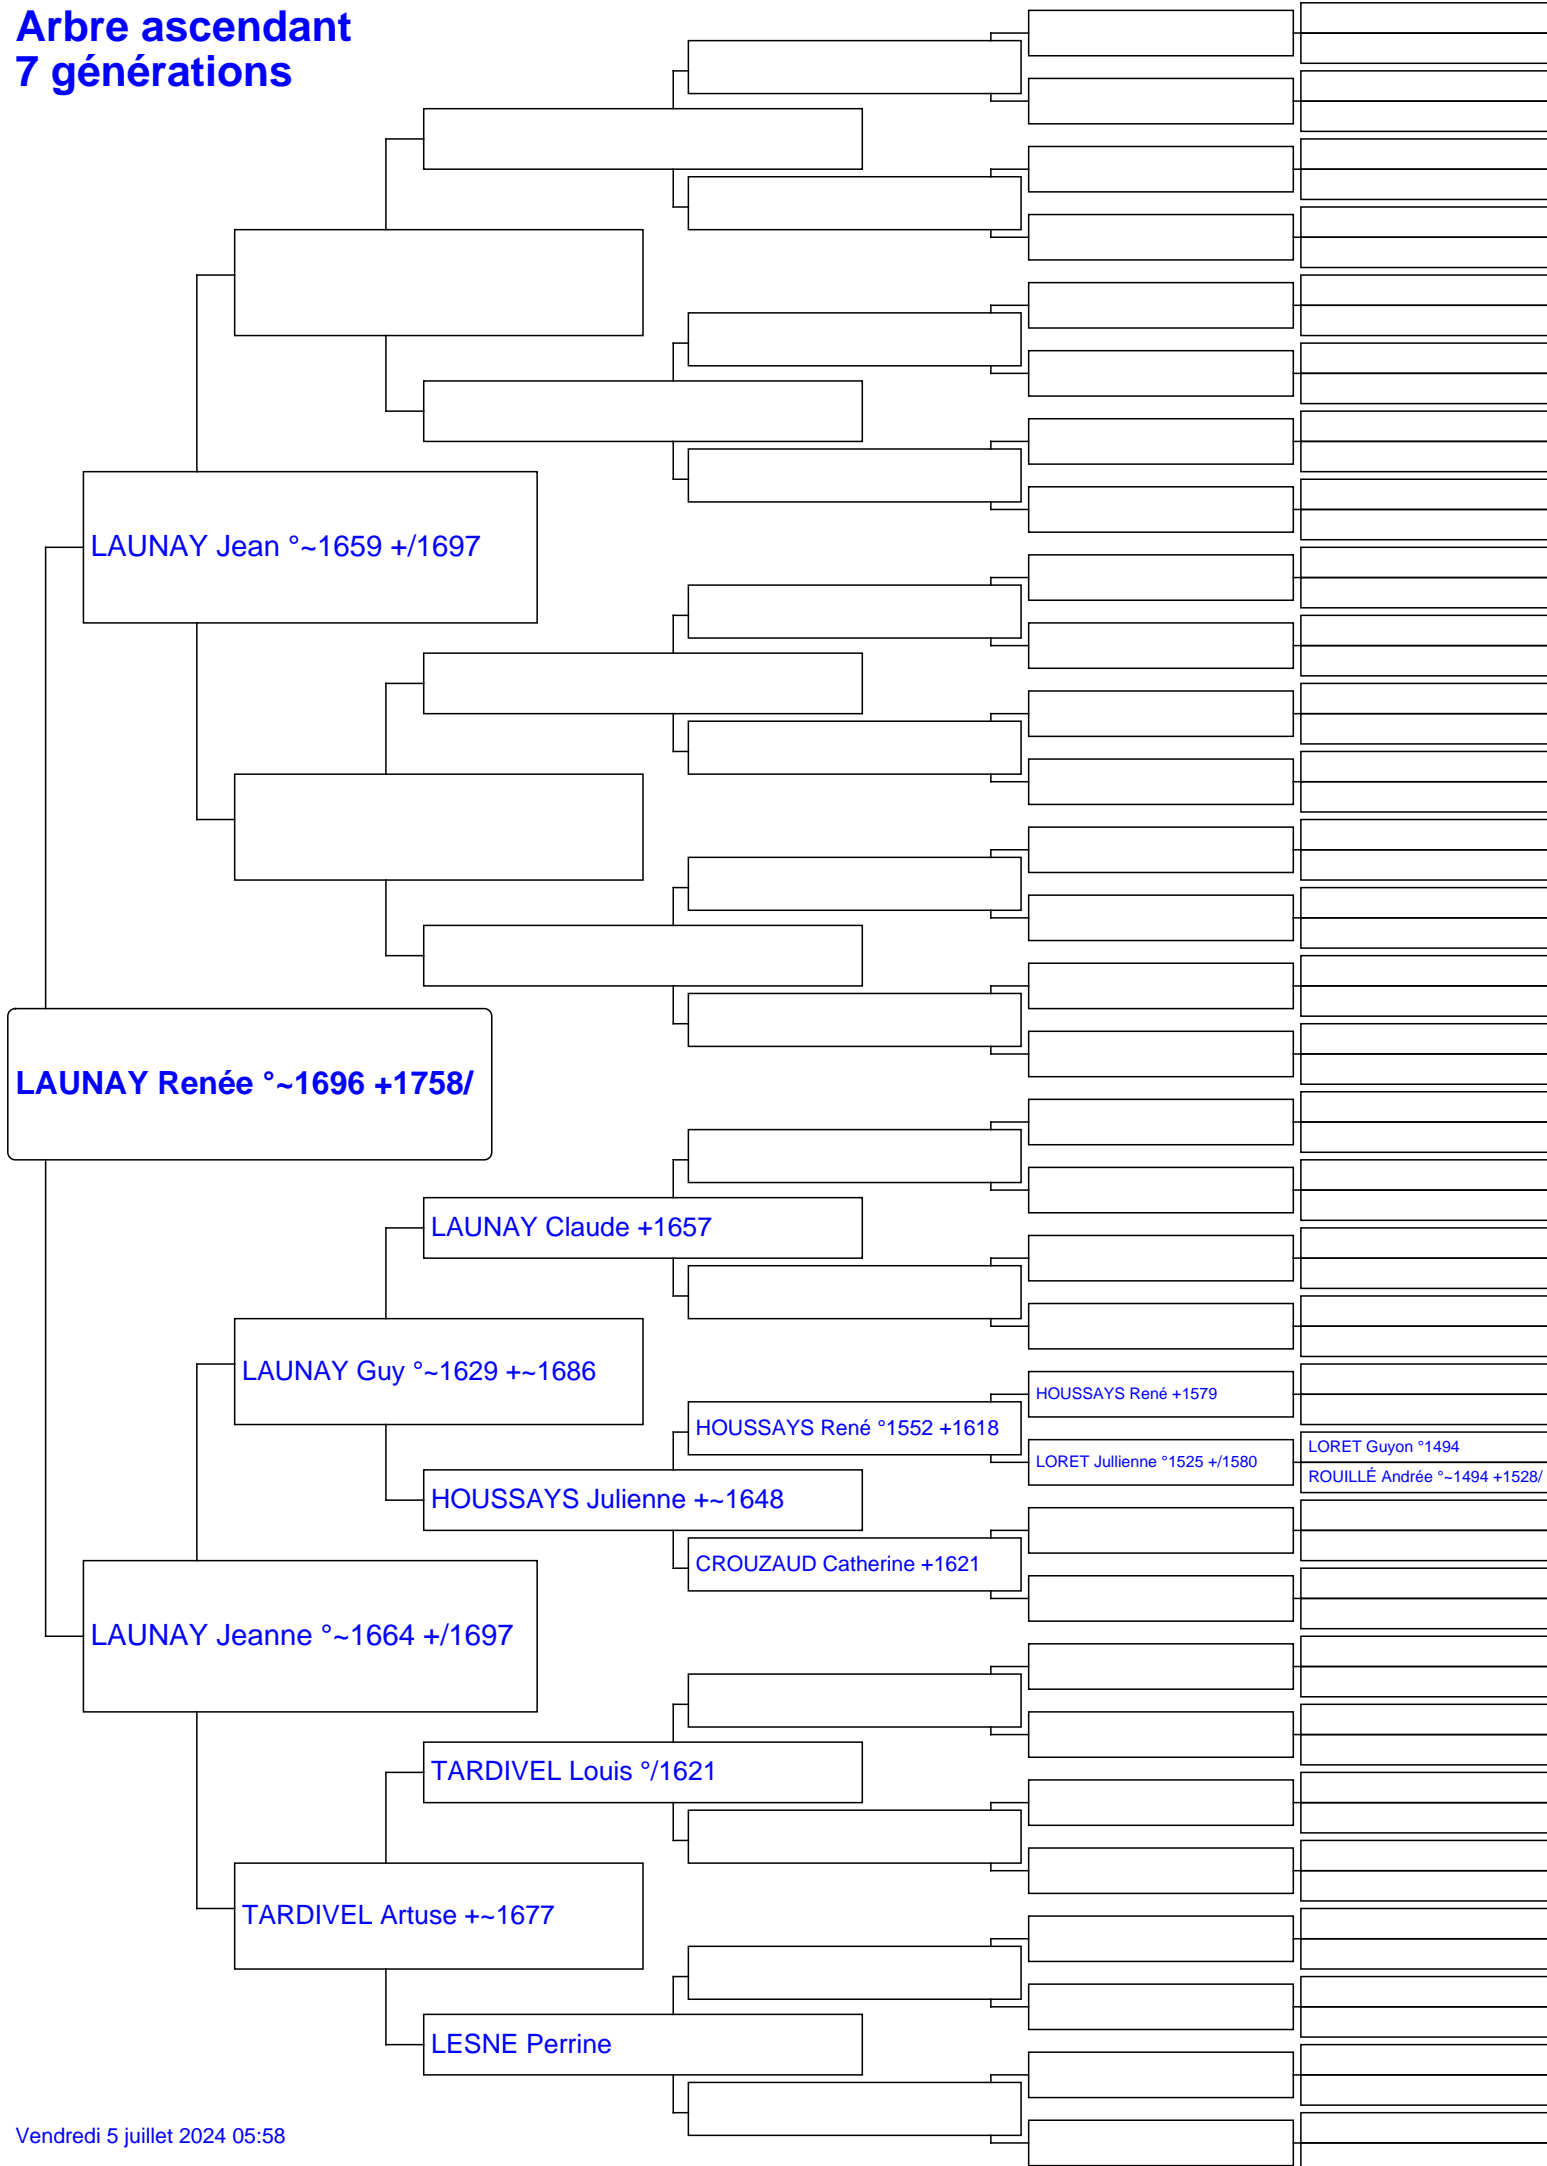 Arbre ascendant
7 générations
LAUNAY Jean °~1659 +/1697
LAUNAY Renée °~1696 +1758/
LAUNAY Claude +1657
LAUNAY Guy °~1629 +~1686
HOUSSAYS René +1579
HOUSSAYS René °1552 +1618
LORET Guyon °1494
LORET Jullienne °1525 +/1580
ROUILLÉ Andrée °~1494 +1528/
HOUSSAYS Julienne +~1648
CROUZAUD Catherine +1621
LAUNAY Jeanne °~1664 +/1697
TARDIVEL Louis °/1621
TARDIVEL Artuse +~1677
LESNE Perrine
Vendredi 5 juillet 2024 05:58